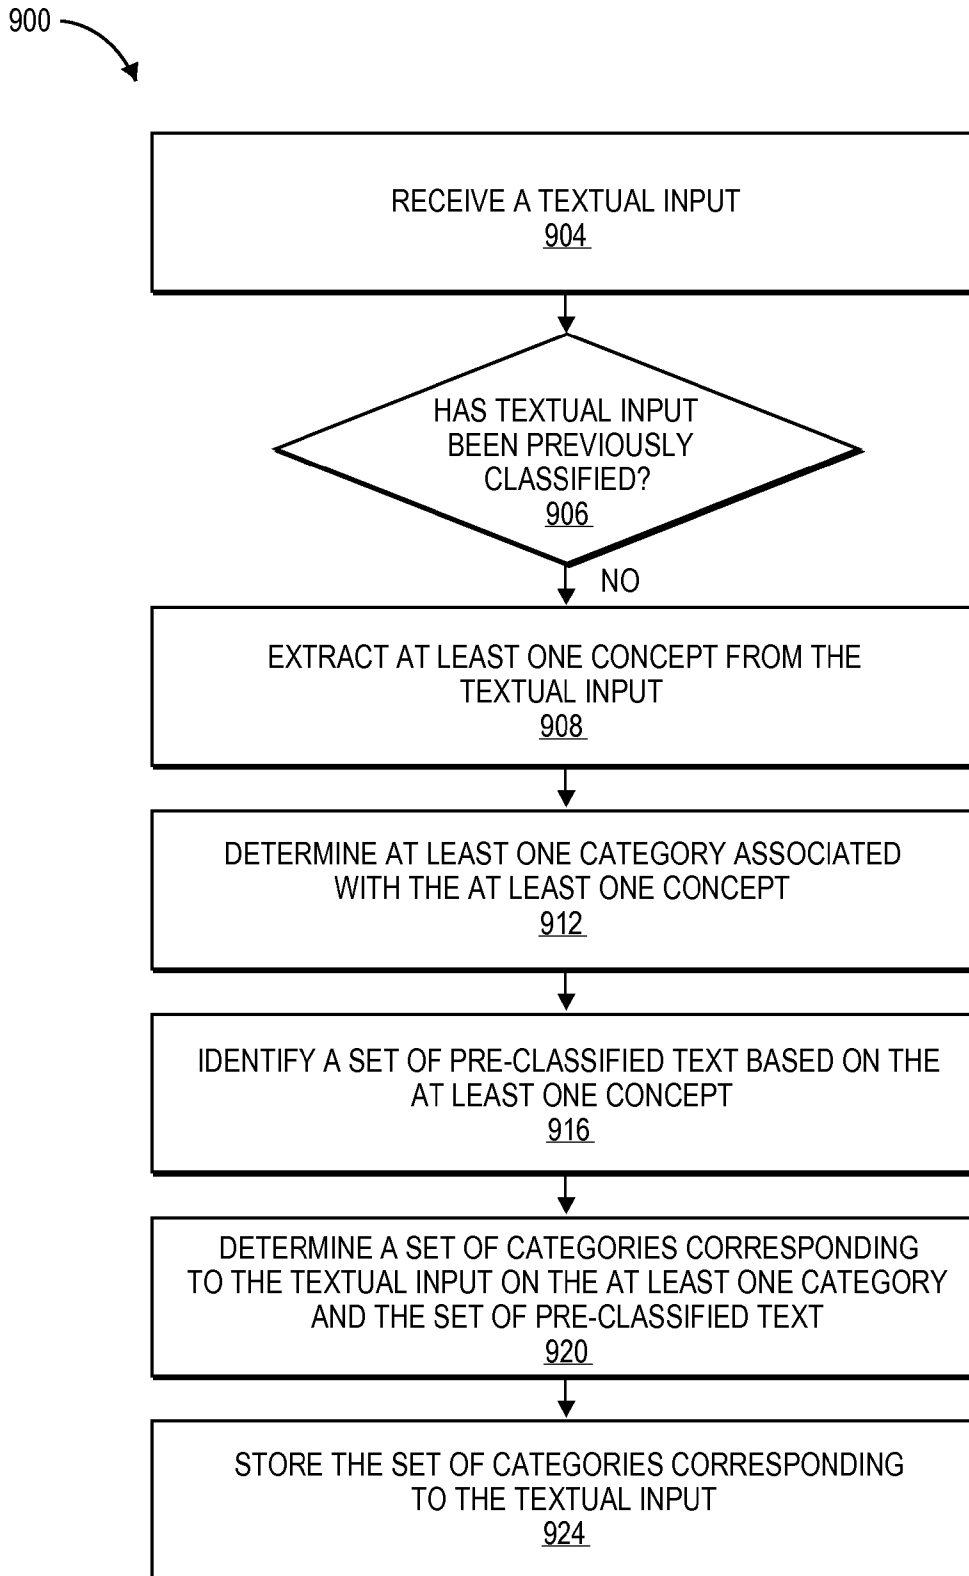 900
RECEIVE A TEXTUAL INPUT
904
HAS TEXTUAL INPUT
BEEN PREVIOUSLY
CLASSIFIED?
906
NO
EXTRACT AT LEAST ONE CONCEPT FROM THE
TEXTUAL INPUT
908
DETERMINE AT LEAST ONE CATEGORY ASSOCIATED
WITH THE AT LEAST ONE CONCEPT
912
IDENTIFY A SET OF PRE-CLASSIFIED TEXT BASED ON THE
AT LEAST ONE CONCEPT
916
DETERMINE A SET OF CATEGORIES CORRESPONDING
TO THE TEXTUAL INPUT ON THE AT LEAST ONE CATEGORY
AND THE SET OF PRE-CLASSIFIED TEXT
920
STORE THE SET OF CATEGORIES CORRESPONDING
TO THE TEXTUAL INPUT
924